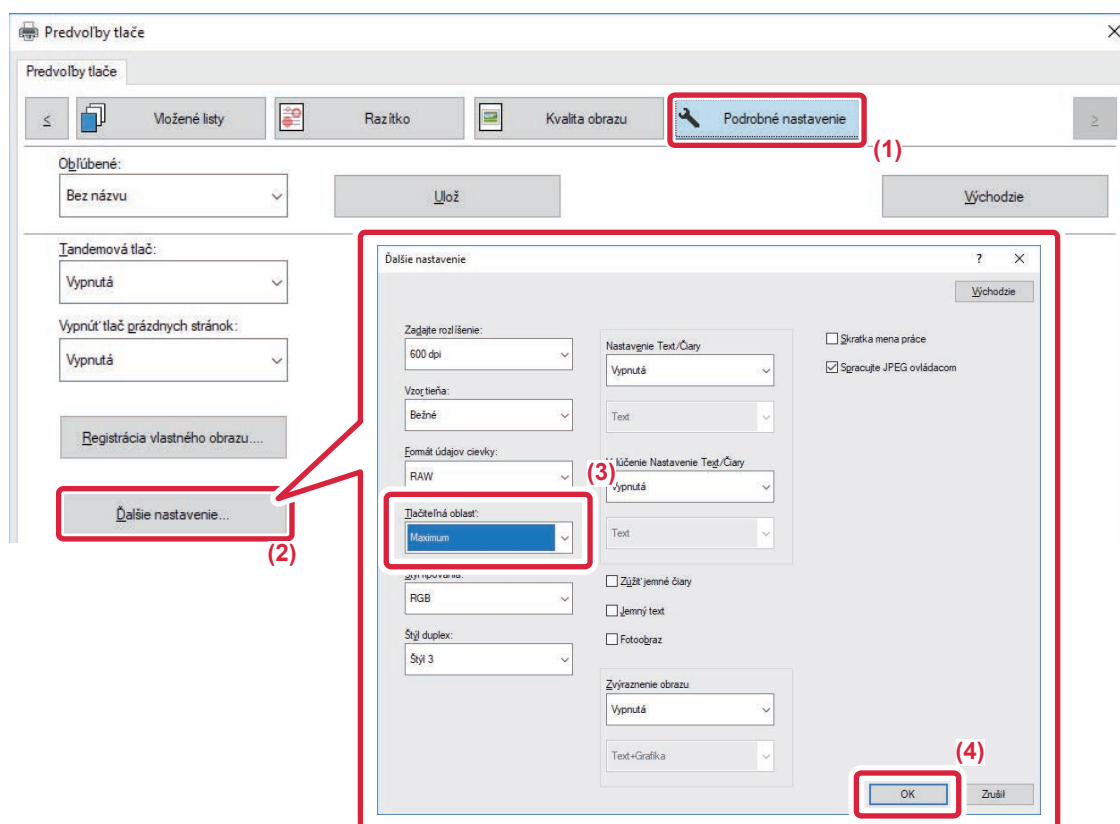 Predvoľby tlače
Predvoľby tlače
<
Vložené listy
Razítko
Kvalita obrazu
Podrobné nastavenie
>
(1)
Obľúbené:
Bez názvu
Ulož
Východzie
Tandemová tlač:
Vypnutá
Vypnúť tlač prázdnych stránok:
Vypnutá
Registrácia vlastného obrazu....
Ďalšie nastavenie...
(2)
Ďalšie nastavenie
?
Východzie
Zadajte rozlíšenie:
600 dpi
Vzor tieňa:
Bežné
Formát údajov cievky:
RAW
(3)
Tlačiteľná oblasť:
Maximum
RGB
Štýl duplex:
Štýl 3
Nastavenie Text/Čiary
Vypnutá
Text
Nastavenie Text/Čiary
Vypnutá
Text
Zúžiť jemné čiary
Jemný text
Fotoobraz
Zvýraznenie obrazu
Vypnutá
Text+Grafika
Skratka mena práce
Spracujte JPEG ovládacom
(4)
OK
Zrušiť